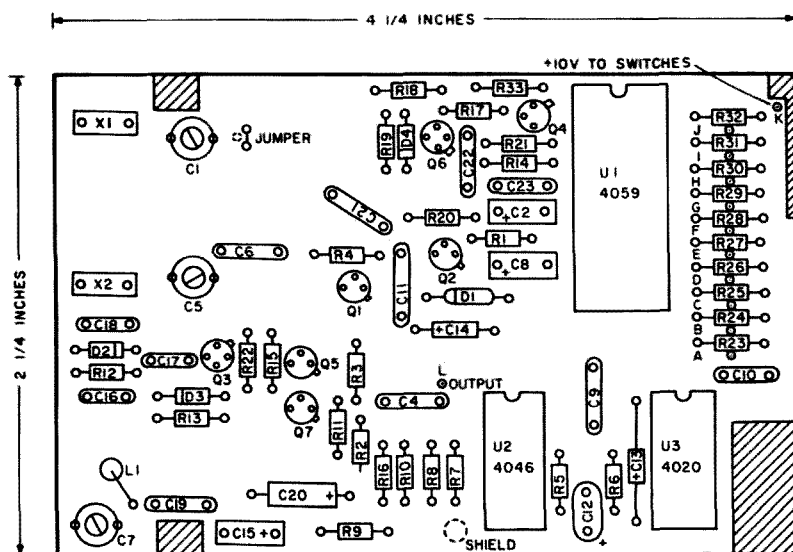 4 1/4 INCHES
+10V TO SWITCHES
R18
R33
K
X1
R17
R32
JUMPER
R19
D4
Q4
J
R31
C1
Q6
C22
R21
U1
4059
I
R14
R30
H
C23
R29
G
C21
R20
+C2
R28
F
R1
R27
C6
R4
E
Q2
+C8
R26
D
X2
C11
R25
C5
Q1
D1
C
R24
C18
+C14
B
R23
D2
C17
R22
R15
Q5
R3
A
R12
Q3
L
OUTPUT
C9
C10
C16
D3
C4
R13
Q7
R11
R2
U2
4046
U3
4020
L1
R16
R10
R8
R7
R5
R6
+C13
C20 +
C12
+
C19
C7
C15+
R9
SHIELD
2 1/4 INCHES